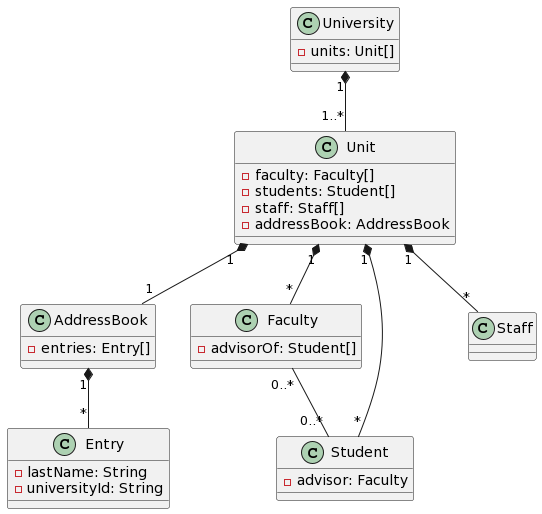 C University
units: Unit[]
1
1..*
C Unit
faculty: Faculty[]
students: Student[]
staff: Staff[]
addressBook: AddressBook
1
1
1
1
1
*
*
C AddressBook
entries: Entry[]
C Faculty
advisorOf: Student[]
C Staff
1
*
0..*
0..*
*
C Entry
lastName: String
universityId: String
C Student
advisor: Faculty